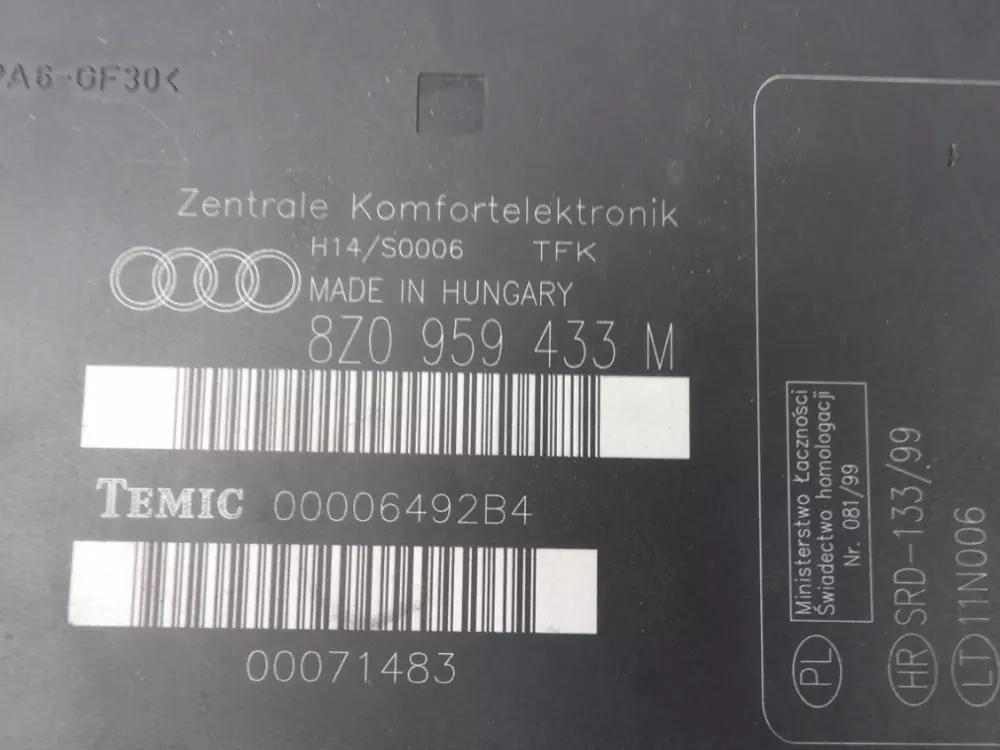 PA6-GF30<
Zentrale Komfortelektronik
H14/S0006 TFK
MADE IN HUNGARY
8Z0 959 433 M
TEMIC 00006492B4
00071483
Ministerstwo Łaczności
Świadectwo homologacji
Nr. 081/99
PL
HR SRD-133/99
LT 11N006